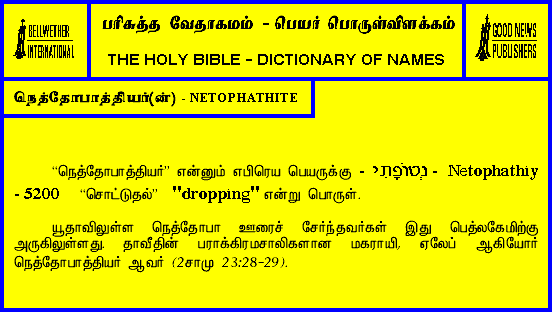 BELLWETHER
INTERNATIONAL
பரிசுத்த வேதாகமம் - பெயர் பொருள்விளக்கம்
THE HOLY BIBLE - DICTIONARY OF NAMES
GOOD NEWS
PUBLISHERS
நெத்தோபாத்தியர்(ன்) - NETOPHATHITE
“நெத்தோபாத்தியர்” என்னும் எபிரெய பெயருக்கு - נְטֹפָתִי - Netophathiy
- 5200 “சொட்டுதல்” "dropping" என்று பொருள்.
யூதாவிலுள்ள நெத்தோபா ஊரைச் சேர்ந்தவர்கள் இது பெத்லகேமிற்கு
அருகிலுள்ளது. தாவீதின் பராக்கிரமசாலிகளான மகராயி, ஏலேப் ஆகியோர்
நெத்தோபாத்தியர் ஆவர் (2சாமு 23:28-29).